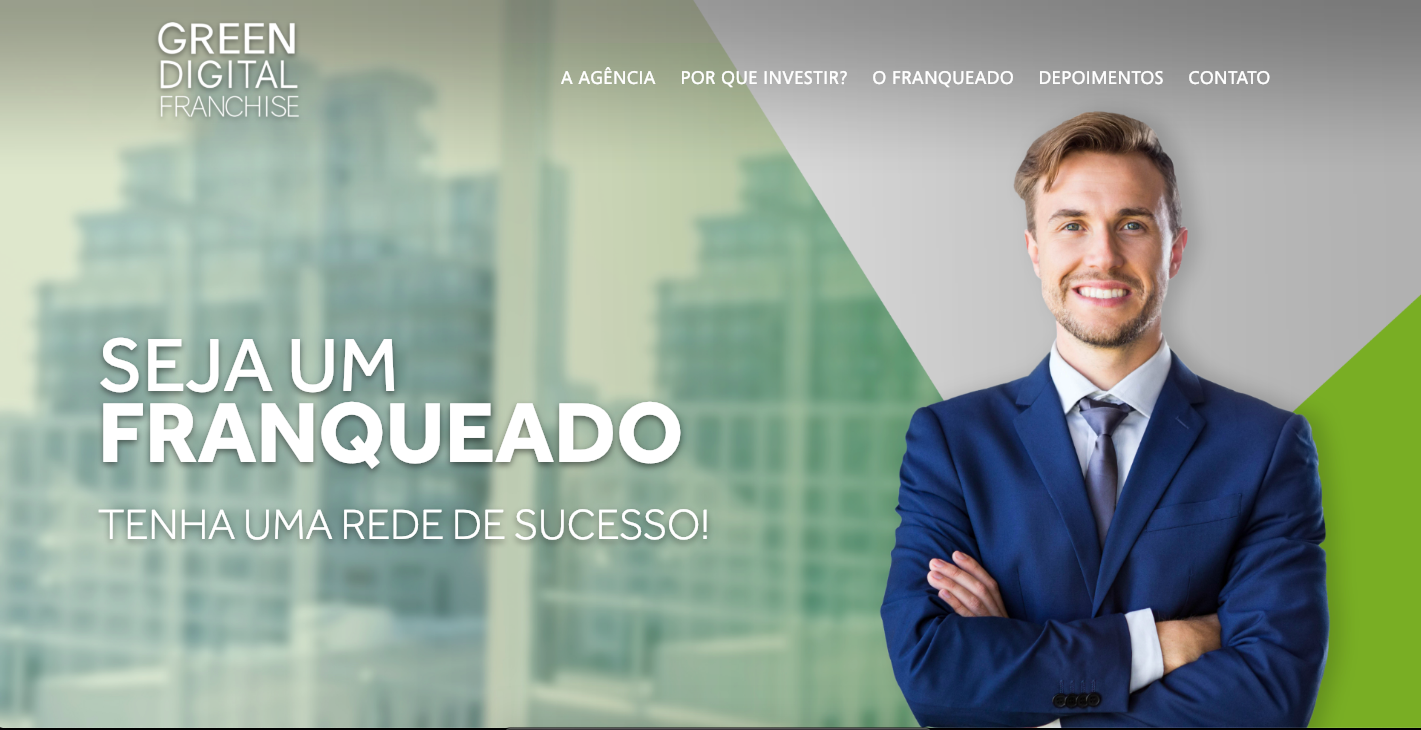 GREEN
DIGITAL
FRANCHISE
A AGÊNCIA POR QUE INVESTIR? O FRANQUEADO DEPOIMENTOS CONTATO
SEJA UM
FRANQUEADO
TENHA UMA REDE DE SUCESSO!